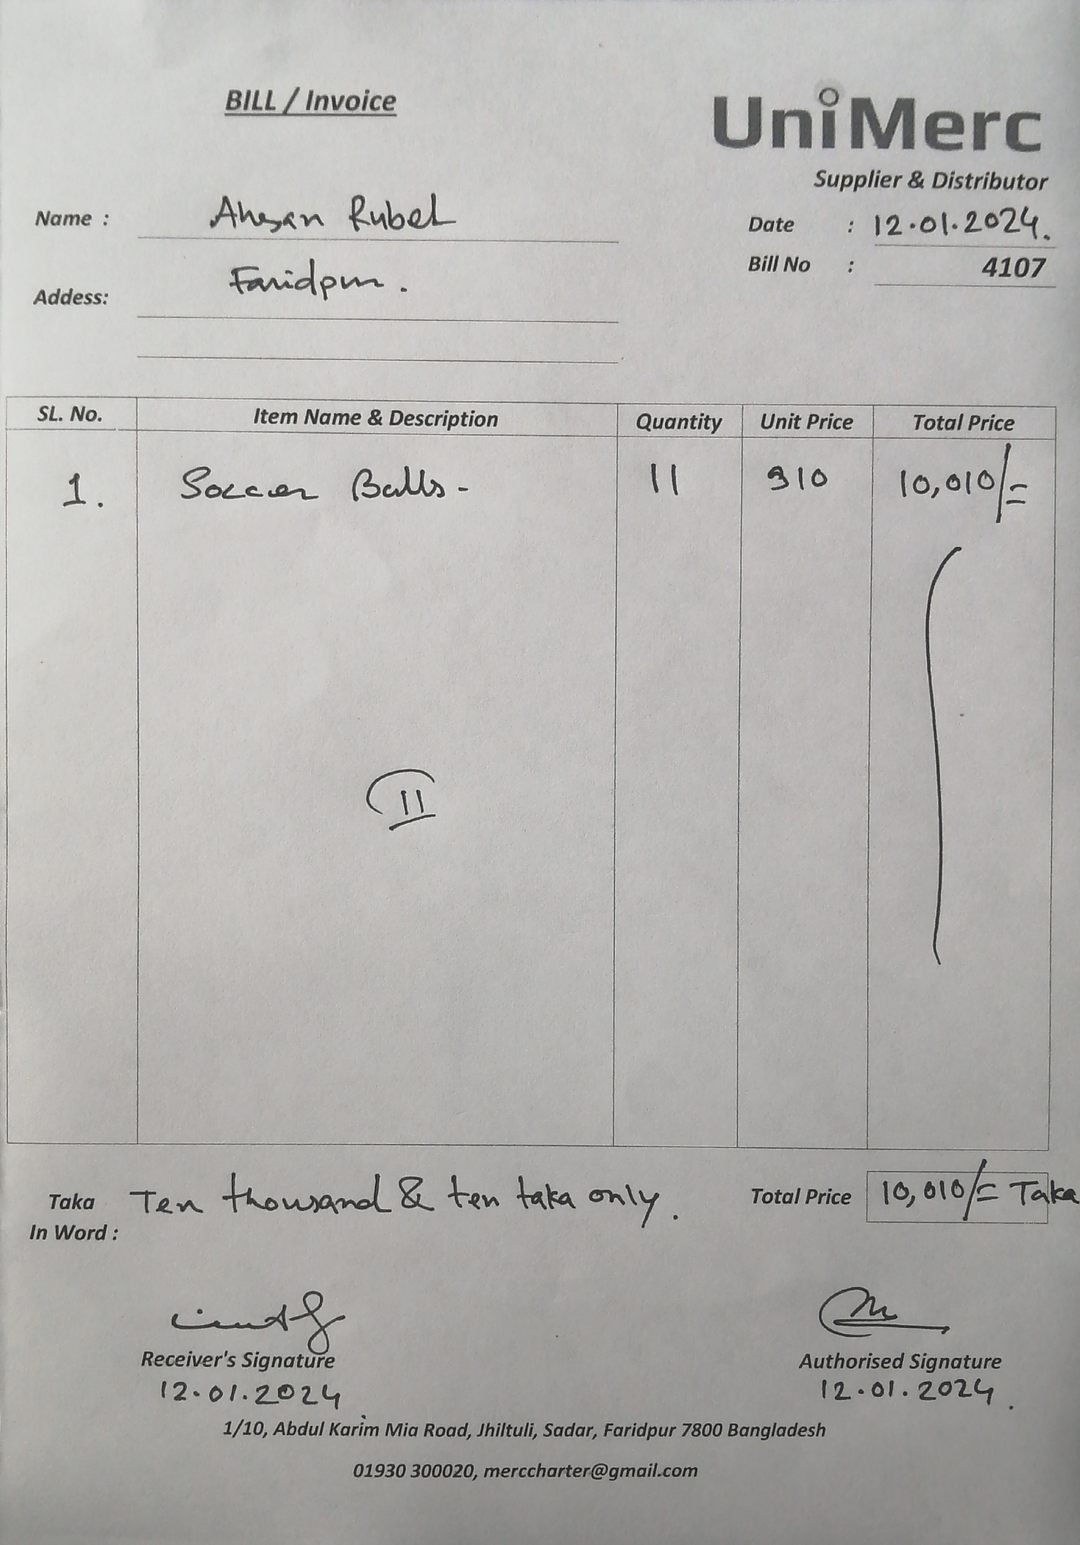 BILL / Invoice
UniMerc
Supplier & Distributor
Name : Ahsan Rubel
Date : 12.01.2024.
Bill No : 4107
Addess: Faridpur.
SL. No. Item Name & Description Quantity Unit Price Total Price
1. Soccer Balls - 11 910 10,010/=
11
Taka In Word : Ten thousand & ten taka only.
Total Price 10,010/= Taka
Receiver's Signature Authorised Signature
12.01.2024 12.01.2024.
1/10, Abdul Karim Mia Road, Jhiltuli, Sadar, Faridpur 7800 Bangladesh
01930 300020, merccharter@gmail.com